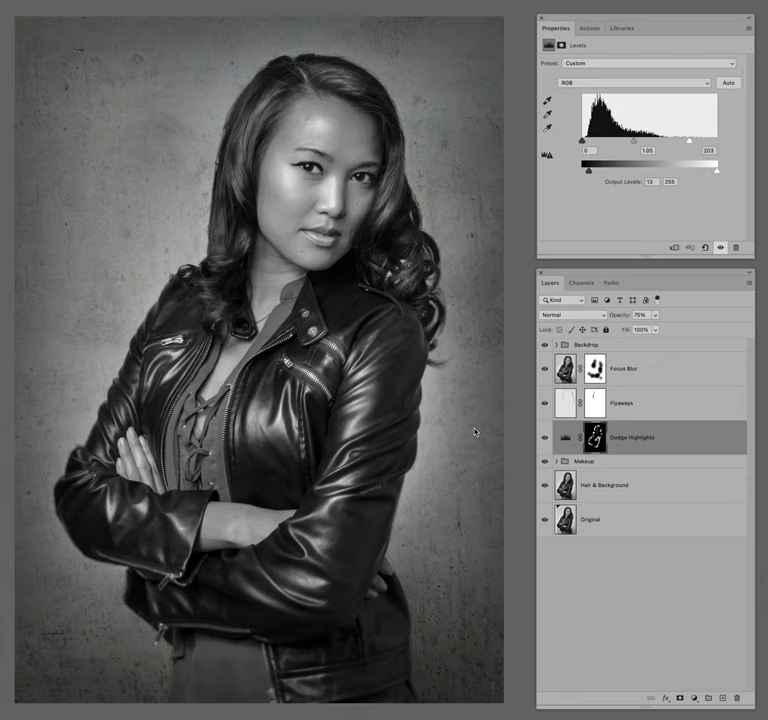 Properties Actions Libraries
Levels
Preset: Custom
RGB Auto
0 1.05 203
Output Levels: 13 255
Layers Channels Paths
Kind
Normal Opacity: 75%
Lock: Fill: 100%
Backdrop
Focus Blur
Flyaways
Dodge Highlights
Makeup
Hair & Background
Original
fx